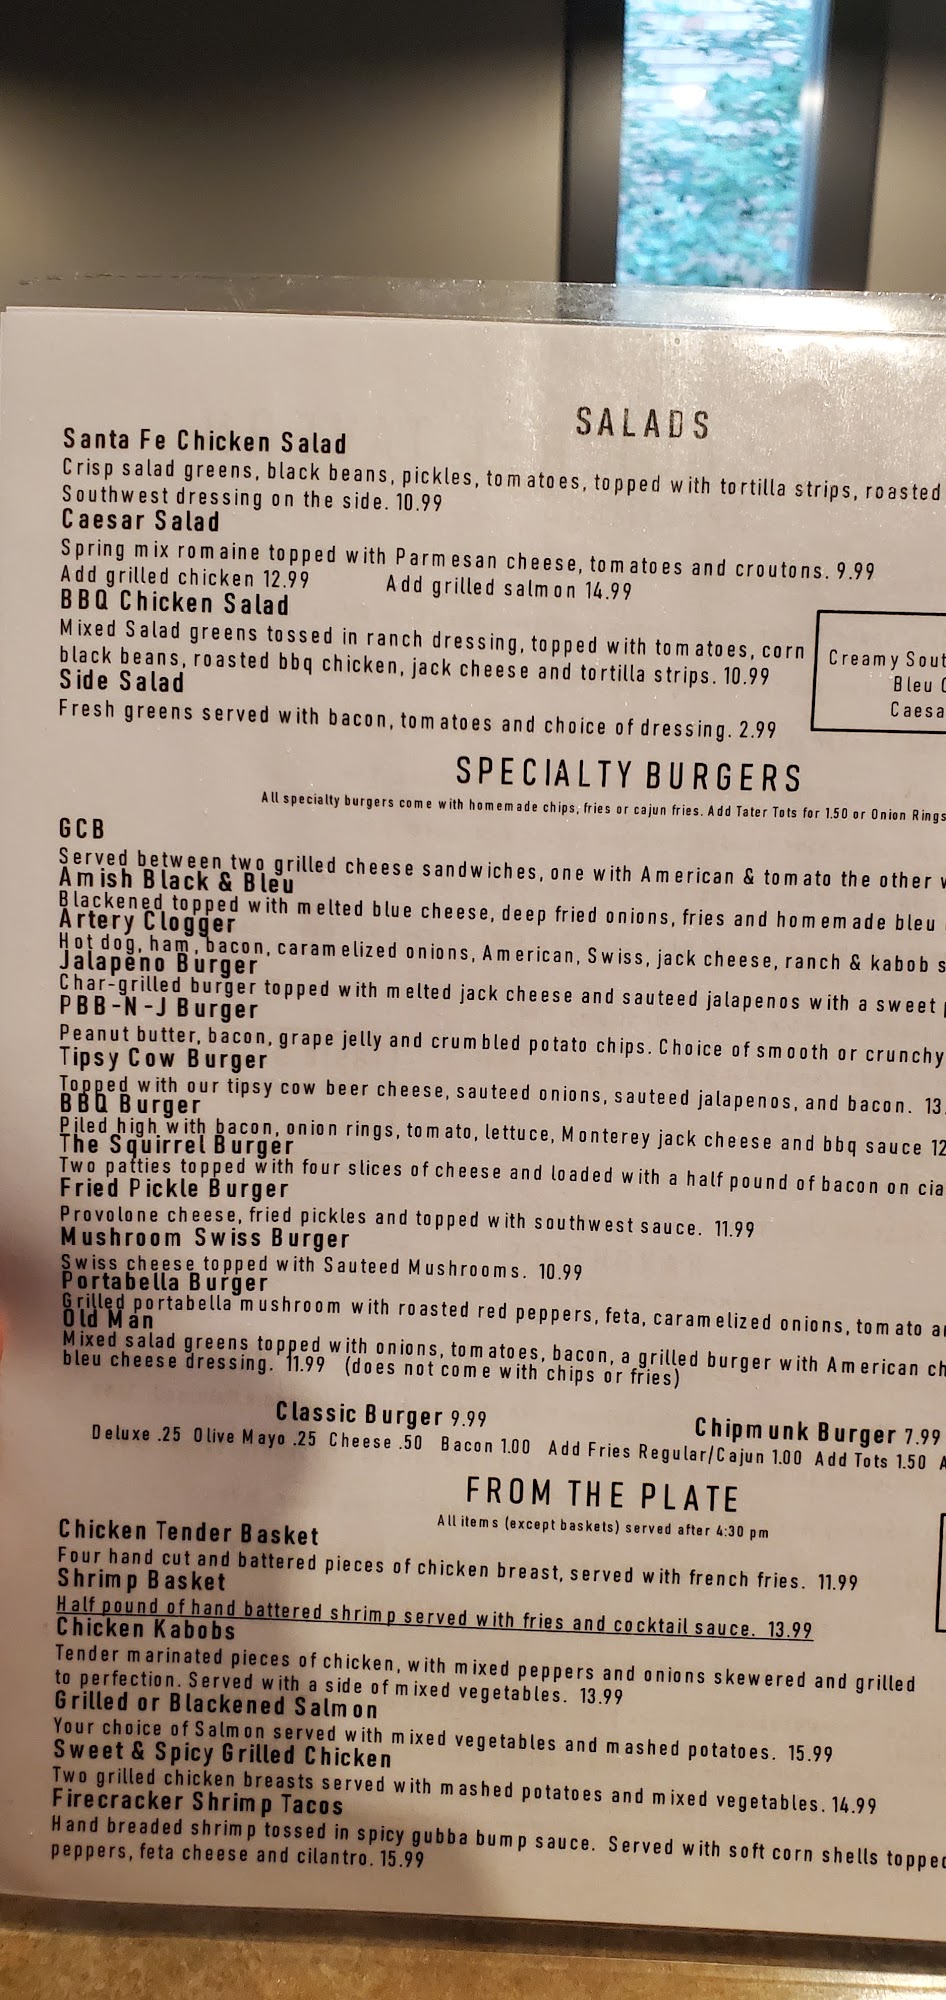 SALADS
Santa Fe Chicken Salad
Crisp salad greens, black beans, pickles, tomatoes, topped with tortilla strips, roasted
Southwest dressing on the side. 10.99
Caesar Salad
Spring mix romaine topped with Parmesan cheese, tomatoes and croutons. 9.99
Add grilled chicken 12.99 Add grilled salmon 14.99
BBQ Chicken Salad
Mixed Salad greens tossed in ranch dressing, topped with tomatoes, corn
black beans, roasted bbq chicken, jack cheese and tortilla strips. 10.99
Side Salad
Fresh greens served with bacon, tomatoes and choice of dressing. 2.99
Creamy Sout
Bleu
Caesa
SPECIALTY BURGERS
All specialty burgers come with homemade chips, fries or cajun fries. Add Tater Tots for 1.50 or Onion Rings
GCB
Served between two grilled cheese sandwiches, one with American & tomato the other
Amish Black & Bleu
Blackened topped with melted blue cheese, deep fried onions, fries and homemade bleu
Artery Clogger
Hot dog, ham, bacon, caramelized onions, American, Swiss, jack cheese, ranch & kabob s
Jalapeno Burger
Char-grilled burger topped with melted jack cheese and sauteed jalapenos with a sweet
PBB-N-J Burger
Peanut butter, bacon, grape jelly and crumbled potato chips. Choice of smooth or crunchy
Tipsy Cow Burger
Topped with our tipsy cow beer cheese, sauteed onions, sauteed jalapenos, and bacon. 13.
BBQ Burger
Piled high with bacon, onion rings, tomato, lettuce, Monterey jack cheese and bbq sauce 12
The Squirrel Burger
Two patties topped with four slices of cheese and loaded with a half pound of bacon on cia
Fried Pickle Burger
Provolone cheese, fried pickles and topped with southwest sauce. 11.99
Mushroom Swiss Burger
Swiss cheese topped with Sauteed Mushrooms. 10.99
Portabella Burger
Grilled portabella mushroom with roasted red peppers, feta, caramelized onions, tomato a
Old Man
Mixed salad greens topped with onions, tomatoes, bacon, a grilled burger with American ch
bleu cheese dressing. 11.99 (does not come with chips or fries)
Classic Burger 9.99 Chipmunk Burger 7.99
Deluxe .25 Olive Mayo .25 Cheese .50 Bacon 1.00 Add Fries Regular/Cajun 1.00 Add Tots 1.50 A
FROM THE PLATE
All items (except baskets) served after 4:30 pm
Chicken Tender Basket
Four hand cut and battered pieces of chicken breast, served with french fries. 11.99
Shrimp Basket
Half pound of hand battered shrimp served with fries and cocktail sauce. 13.99
Chicken Kabobs
Tender marinated pieces of chicken, with mixed peppers and onions skewered and grilled
to perfection. Served with a side of mixed vegetables. 13.99
Grilled or Blackened Salmon
Your choice of Salmon served with mixed vegetables and mashed potatoes. 15.99
Sweet & Spicy Grilled Chicken
Two grilled chicken breasts served with mashed potatoes and mixed vegetables. 14.99
Firecracker Shrimp Tacos
Hand breaded shrimp tossed in spicy gubba bump sauce. Served with soft corn shells topped
peppers, feta cheese and cilantro. 15.99